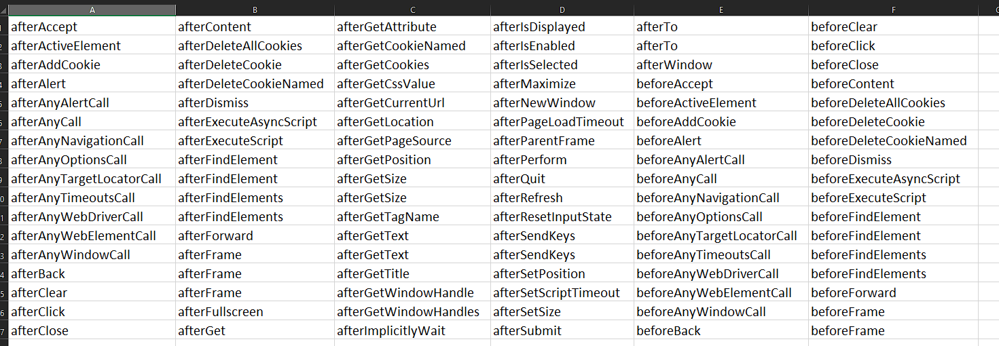 A B C D E F
afterAccept afterContent afterGetAttribute afterIsDisplayed afterTo beforeClear
afterActiveElement afterDeleteAllCookies afterGetCookieNamed afterIsEnabled afterTo beforeClick
afterAddCookie afterDeleteCookie afterGetCookies afterIsSelected afterWindow beforeClose
afterAlert afterDeleteCookieNamed afterGetCssValue afterMaximize beforeAccept beforeContent
afterAnyAlertCall afterDismiss afterGetCurrentUrl afterNewWindow beforeActiveElement beforeDeleteAllCookies
afterAnyCall afterExecuteAsyncScript afterGetLocation afterPageLoadTimeout beforeAddCookie beforeDeleteCookie
afterAnyNavigationCall afterExecuteScript afterGetPageSource afterParentFrame beforeAlert beforeDeleteCookieNamed
afterAnyOptionsCall afterFindElement afterGetPosition afterPerform beforeAnyAlertCall beforeDismiss
afterAnyTargetLocatorCall afterFindElement afterGetSize afterQuit beforeAnyCall beforeExecuteAsyncScript
afterAnyTimeoutsCall afterFindElements afterGetSize afterRefresh beforeAnyNavigationCall beforeExecuteScript
afterAnyWebDriverCall afterFindElements afterGetTagName afterResetInputState beforeAnyOptionsCall beforeFindElement
afterAnyWebElementCall afterForward afterGetText afterSendKeys beforeAnyTargetLocatorCall beforeFindElement
afterAnyWindowCall afterFrame afterGetText afterSendKeys beforeAnyTimeoutsCall beforeFindElements
afterBack afterFrame afterGetTitle afterSetPosition beforeAnyWebDriverCall beforeFindElements
afterClear afterFrame afterGetWindowHandle afterSetScriptTimeout beforeAnyWebElementCall beforeForward
afterClick afterFullscreen afterGetWindowHandles afterSetSize beforeAnyWindowCall beforeFrame
afterClose afterGet afterImplicitlyWait afterSubmit beforeBack beforeFrame